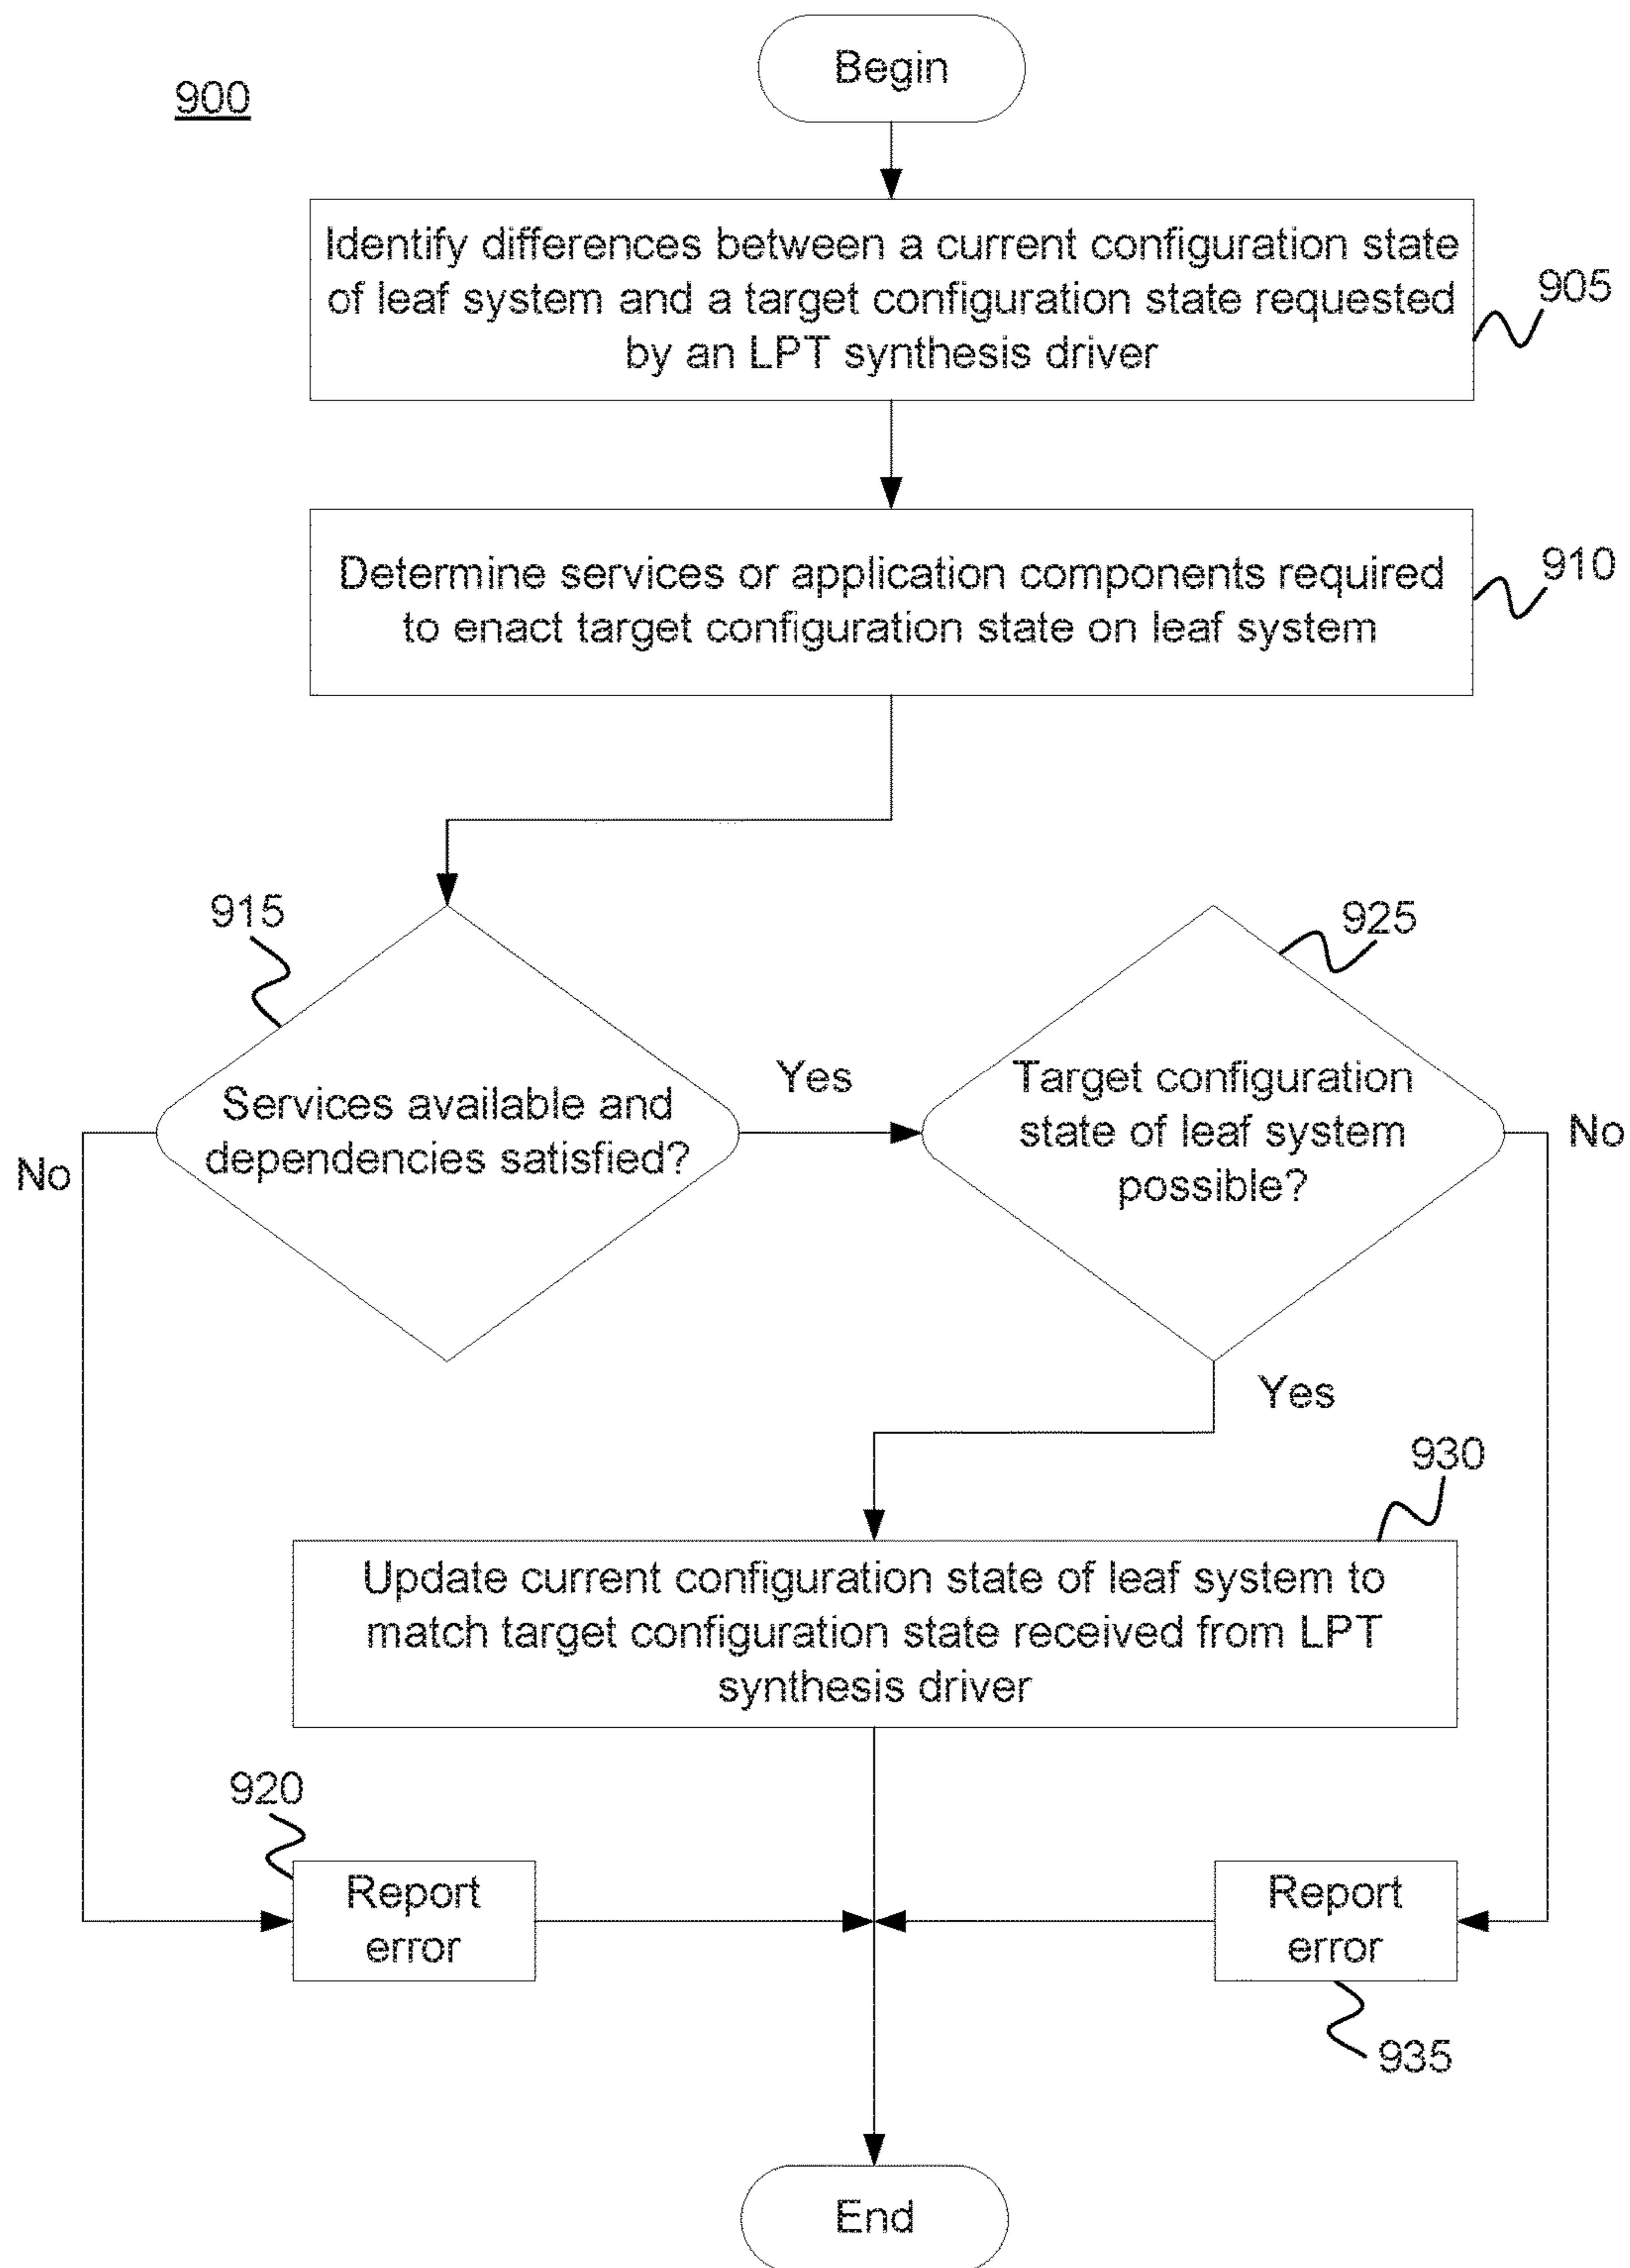 Begin
900
Identify differences between a current configuration state
of leaf system and a target configuration state requested
by an LPT synthesis driver
905
Determine services or application components required
to enact target configuration state on leaf system
910
915
925
Services available and
dependencies satisfied?
Yes
Target configuration
state of leaf system
possible?
No
No
Yes
930
Update current configuration state of leaf system to
match target configuration state received from LPT
synthesis driver
920
Report
error
Report
error
935
End